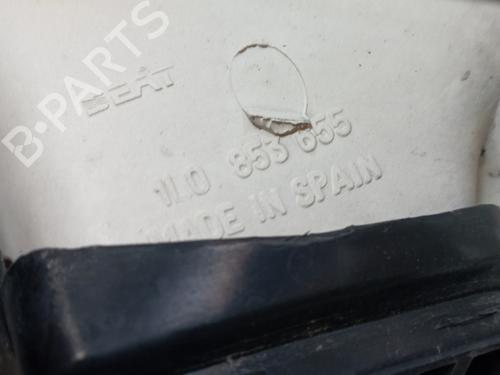 B-PARTS
SEAT
1L0 853 655
MADE IN SPAIN